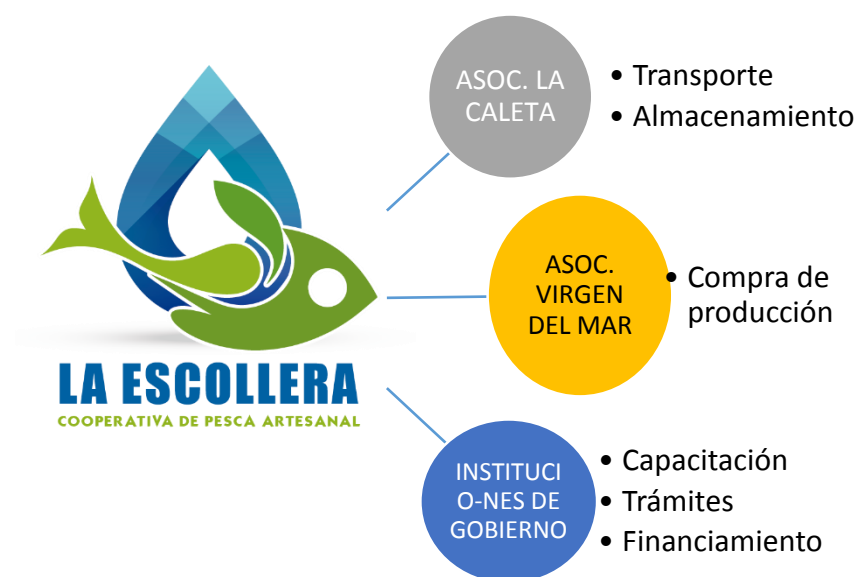 ASOC. LA
CALETA
• Transporte
• Almacenamiento
ASOC.
VIRGEN
DEL MAR
• Compra de
producción
LA ESCOLLERA
COOPERATIVA DE PESCA ARTESANAL
INSTITUCI
O-NES DE
GOBIERNO
• Capacitación
• Trámites
• Financiamiento